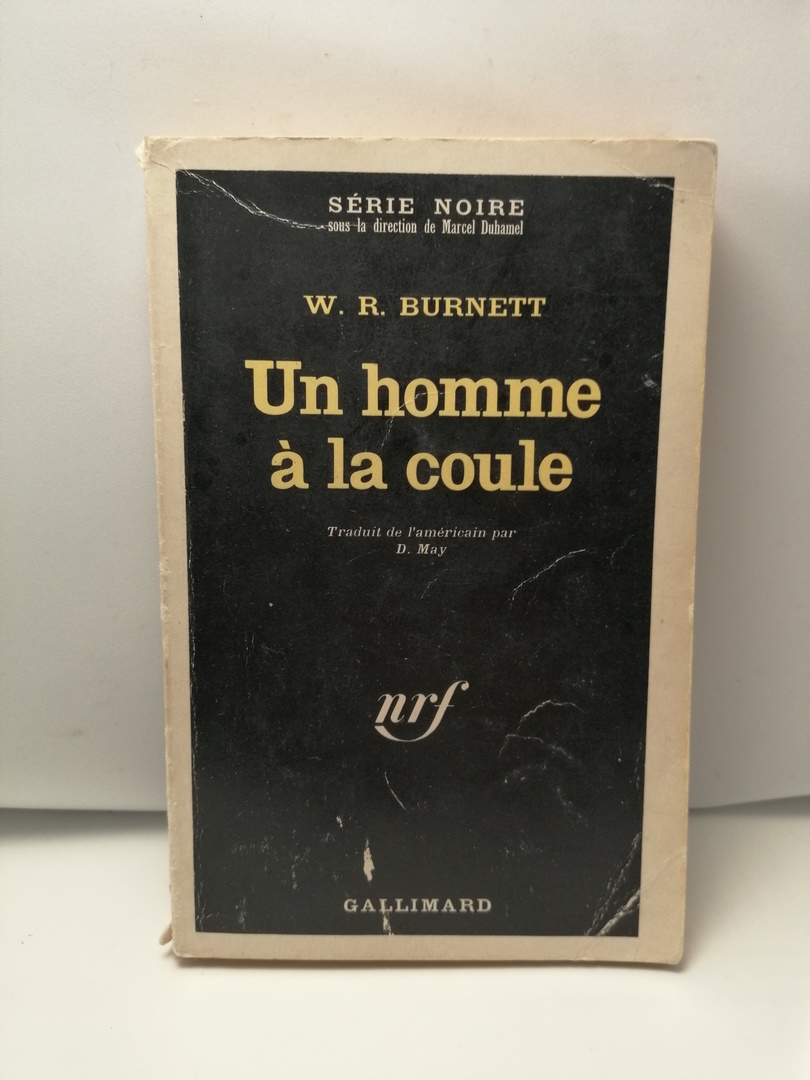 SÉRIE NOIRE
sous la direction de Marcel Duhamel
W. R. BURNETT
Un homme
à la coule
Traduit de l'américain par
D. May
nrf
GALLIMARD